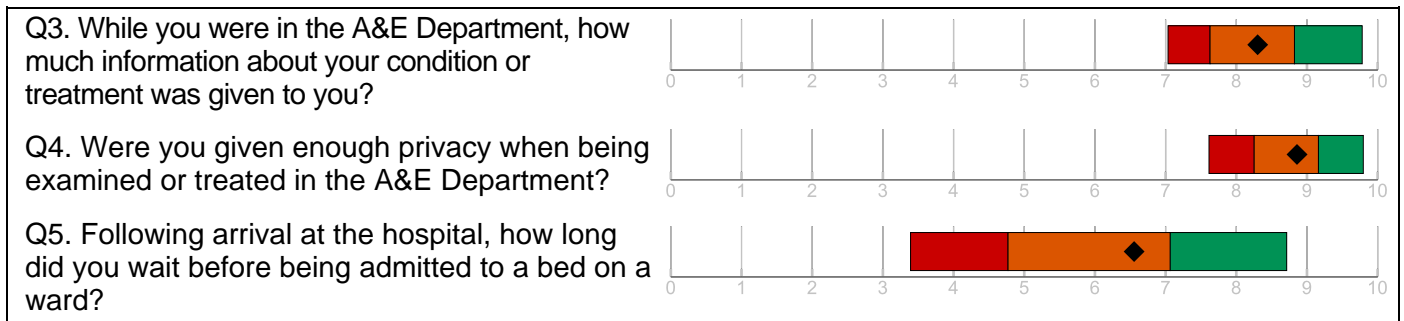 Q3. While you were in the A&E Department, how
much information about your condition or
treatment was given to you?
0 1 2 3 4 5 6 7 8 9 10
Q4. Were you given enough privacy when being
examined or treated in the A&E Department?
0 1 2 3 4 5 6 7 8 9 10
Q5. Following arrival at the hospital, how long
did you wait before being admitted to a bed on a
ward?
0 1 2 3 4 5 6 7 8 9 10